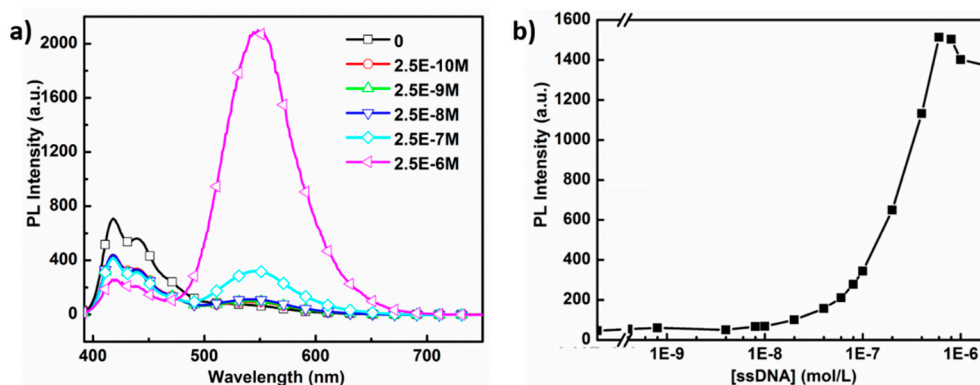 a)
PL Intensity (a.u.)
2000
1600
1200
800
400
0
400
500
600
700
Wavelength (nm)
0
2.5E-10M
2.5E-9M
2.5E-8M
2.5E-7M
2.5E-6M
b)
PL Intensity (a.u.)
1600
1400
1200
1000
800
600
400
200
0
1E-9
1E-8
1E-7
1E-6
[ssDNA] (mol/L)